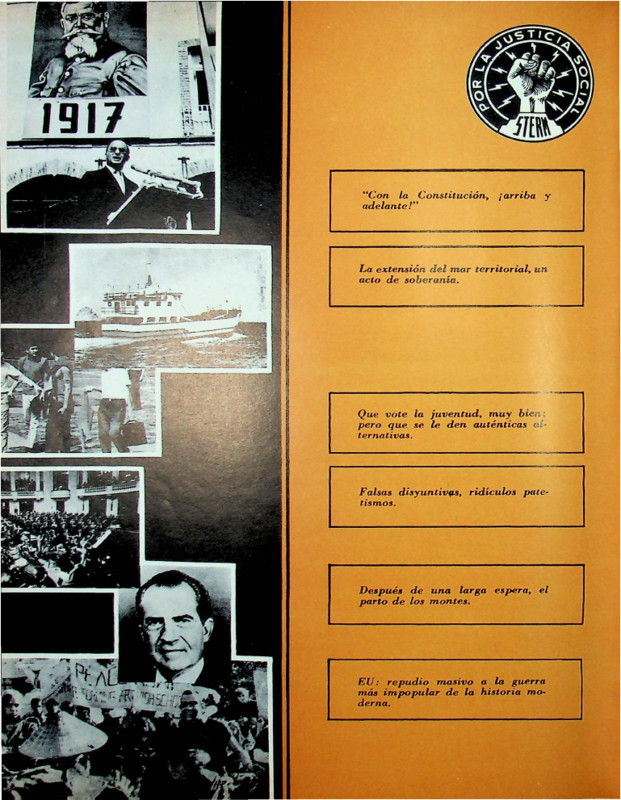 1917
POR LA JUSTICIA SOCIAL
STERM
"Con la Constitución, ¡arriba y
adelante!"
La extensión del mar territorial, un
acto de soberanía.
Que vote la juventud, muy bien;
pero que se le den auténticas al-
ternativas.
Falsas disyuntivas, ridículos pate-
tismos.
Después de una larga espera, el
parto de los montes.
EU: repudio masivo a la guerra
más impopular de la historia mo-
derna.